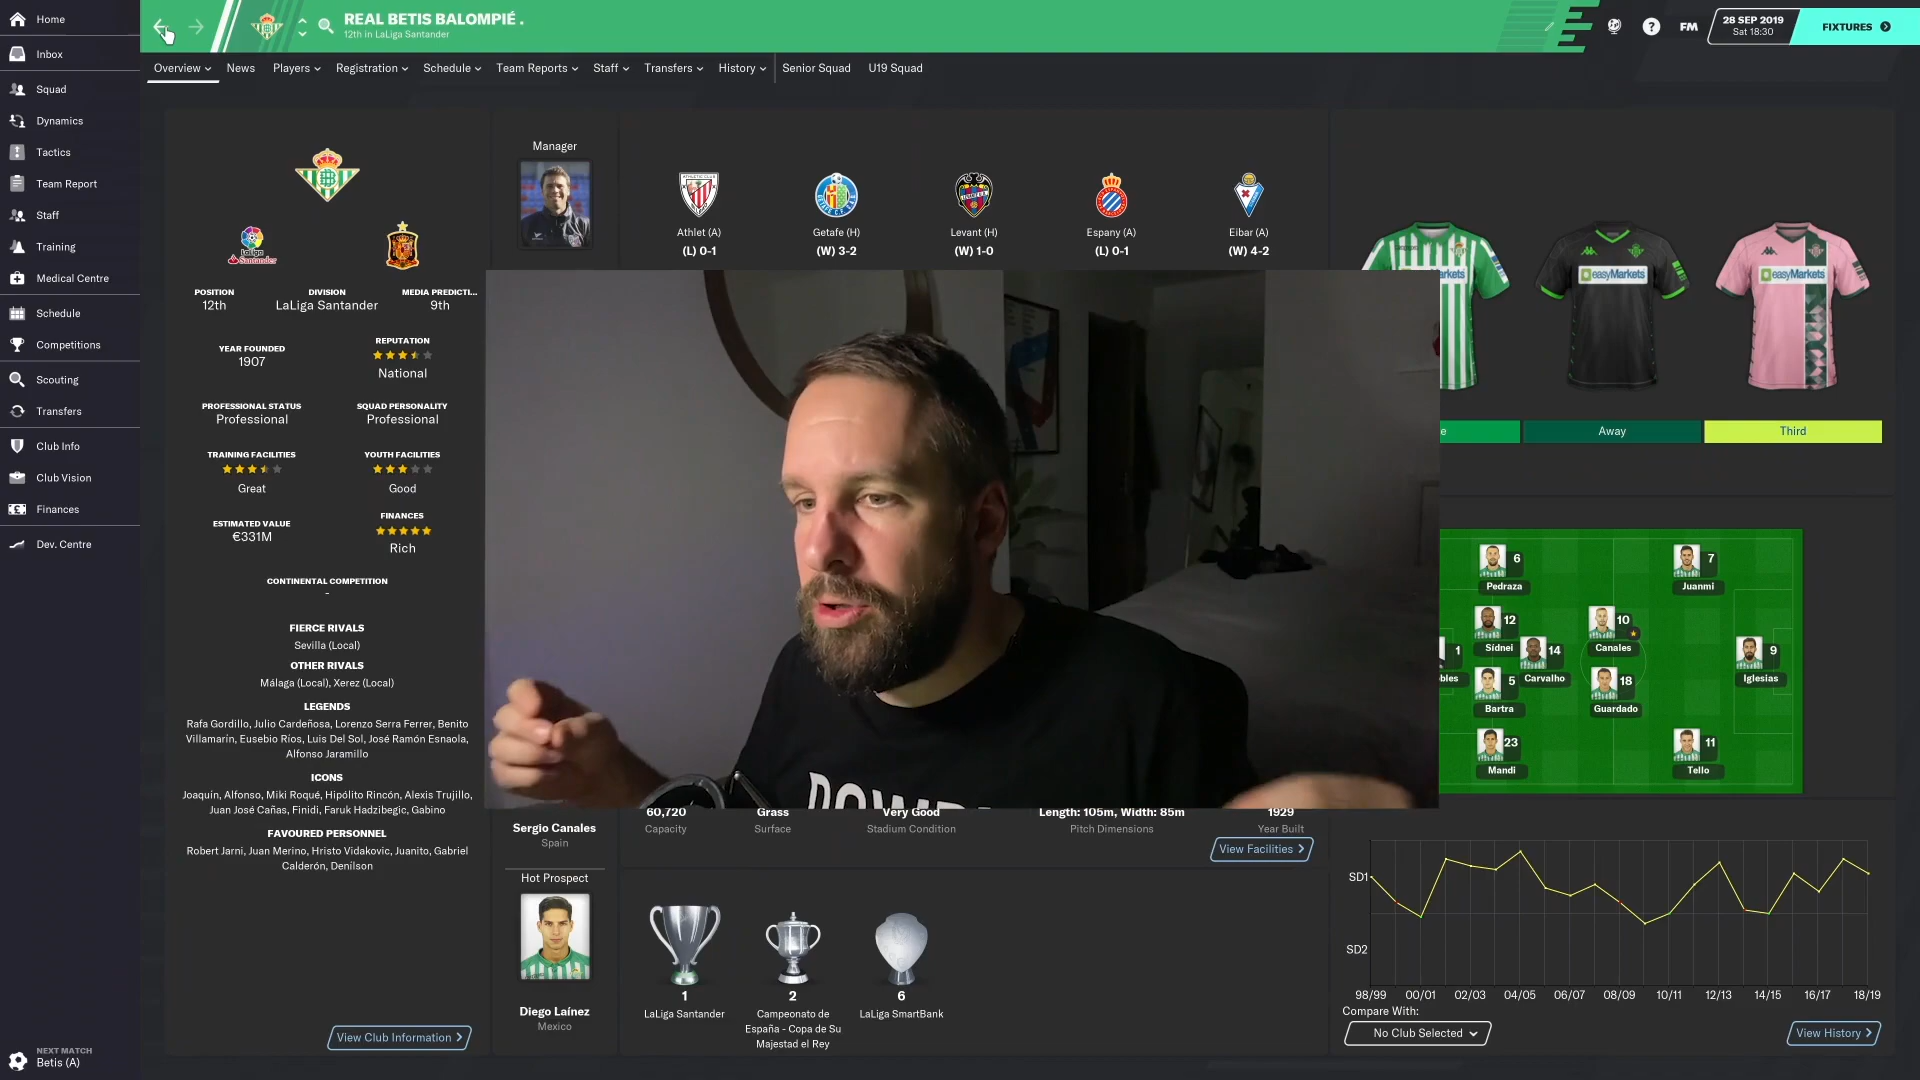 Home
Inbox
Squad
Dynamics
Tactics
Team Report
Staff
Training
Medical Centre
Schedule
Competitions
Scouting
Transfers
Club Info
Club Vision
Finances
Dev. Centre
NEXT MATCH
Betis (A)
REAL BETIS BALOMPIÉ .
12th in LaLiga Santander
FM
28 SEP 2019
Sat 18:30
FIXTURES
Overview
News
Players
Registration
Schedule
Team Reports
Staff
Transfers
History
Senior Squad
U19 Squad
LaLiga
Santander
POSITION
12th
DIVISION
LaLiga Santander
MEDIA PREDICTI...
9th
YEAR FOUNDED
1907
REPUTATION
National
PROFESSIONAL STATUS
Professional
SQUAD PERSONALITY
Professional
TRAINING FACILITIES
Great
YOUTH FACILITIES
Good
ESTIMATED VALUE
€331M
FINANCES
Rich
CONTINENTAL COMPETITION
-
FIERCE RIVALS
Sevilla (Local)
OTHER RIVALS
Málaga (Local), Xerez (Local)
LEGENDS
Rafa Gordillo, Julio Cardeñosa, Lorenzo Serra Ferrer, Benito
Villamarín, Eusebio Ríos, Luis Del Sol, José Ramón Esnaola,
Alfonso Jaramillo
ICONS
Joaquín, Alfonso, Miki Roqué, Hipólito Rincón, Alexis Trujillo,
Juan José Cañas, Finidi, Faruk Hadzibegic, Gabino
FAVOURED PERSONNEL
Robert Jarni, Juan Merino, Hristo Vidakovic, Juanito, Gabriel
Calderón, Denílson
View Club Information
Manager
Athlet (A)
(L) 0-1
Getafe (H)
(W) 3-2
Levant (H)
(W) 1-0
Espany (A)
(L) 0-1
Eibar (A)
(W) 4-2
arkets
easyMarkets
easyMarkets
e
Away
Third
6
Pedraza
7
Juanmi
12
Sidnei
10
Canales
1
bles
14
Carvalho
9
Iglesias
5
Bartra
18
Guardado
23
Mandi
11
Tello
Sergio Canales
Spain
Hot Prospect
Diego Laínez
Mexico
60,720
Capacity
Grass
Surface
Very Good
Stadium Condition
Length: 105m, Width: 85m
Pitch Dimensions
1929
Year Built
View Facilities
1
LaLiga Santander
2
Campeonato de
España - Copa de Su
Majestad el Rey
6
LaLiga SmartBank
SD1
SD2
98/99 00/01 02/03 04/05 06/07 08/09 10/11 12/13 14/15 16/17 18/19
Compare With:
No Club Selected
View History